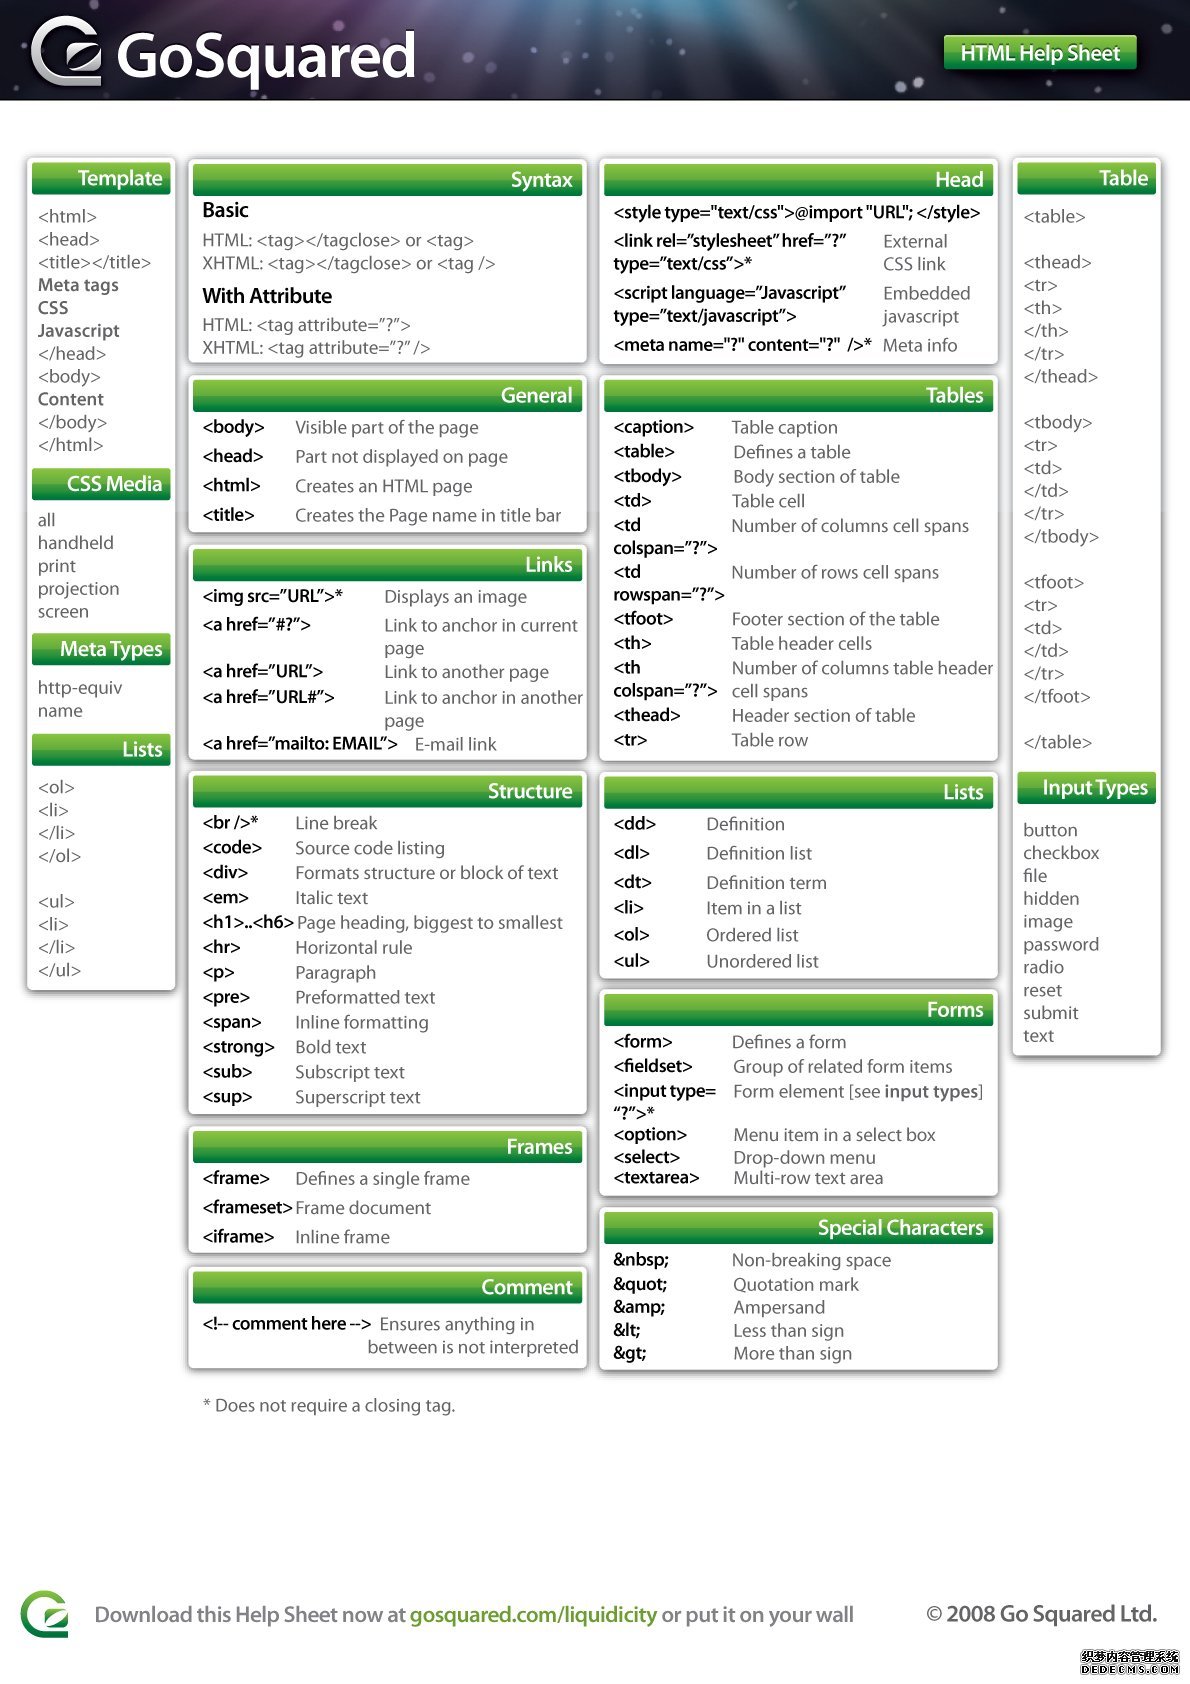 GoSquared
HTML Help Sheet
Template
<html>
<head>
<title></title>
Meta tags
CSS
Javascript
</head>
<body>
Content
</body>
</html>
CSS Media
all
handheld
print
projection
screen
Meta Types
http-equiv
name
Lists
<ol>
<li>
</li>
</ol>
<ul>
<li>
</li>
</ul>
Syntax
Basic
HTML: <tag></tagclose> or <tag>
XHTML: <tag></tagclose> or <tag />
With Attribute
HTML: <tag attribute=”?”>
XHTML: <tag attribute=”?” />
General
<body> Visible part of the page
<head> Part not displayed on page
<html> Creates an HTML page
<title> Creates the Page name in title bar
Links
<img src=”URL”>* Displays an image
<a href=”#?”> Link to anchor in current
page
<a href=”URL”> Link to another page
<a href=”URL#”> Link to anchor in another
page
<a href=”mailto: EMAIL”> E-mail link
Structure
<br />* Line break
<code> Source code listing
<div> Formats structure or block of text
<em> Italic text
<h1>..<h6> Page heading, biggest to smallest
<hr> Horizontal rule
<p> Paragraph
<pre> Preformatted text
<span> Inline formatting
<strong> Bold text
<sub> Subscript text
<sup> Superscript text
Frames
<frame> Defines a single frame
<frameset> Frame document
<iframe> Inline frame
Comment
<!-- comment here --> Ensures anything in
between is not interpreted
* Does not require a closing tag.
Head
<style type="text/css">@import "URL"; </style>
<link rel=”stylesheet” href=”?” External
type=”text/css”>* CSS link
<script language=”Javascript” Embedded
type=”text/javascript”> javascript
<meta name="?" content="? />* Meta info
Tables
<caption> Table caption
<table> Defines a table
<tbody> Body section of table
<td> Table cell
<td Number of columns cell spans
colspan=”?”>
<td Number of rows cell spans
rowspan=”?”>
<tfoot> Footer section of the table
<th> Table header cells
<th Number of columns table header
colspan=”?”> cell spans
<thead> Header section of table
<tr> Table row
Lists
<dd> Definition
<dl> Definition list
<dt> Definition term
<li> Item in a list
<ol> Ordered list
<ul> Unordered list
Forms
<form> Defines a form
<fieldset> Group of related form items
<input type= Form element [see input types]
“?”>*
<option> Menu item in a select box
<select> Drop-down menu
<textarea> Multi-row text area
Special Characters
&nbsp; Non-breaking space
&quot; Quotation mark
&amp; Ampersand
&lt; Less than sign
&gt; More than sign
Table
<table>
<thead>
<tr>
<th>
</th>
</tr>
</thead>
<tbody>
<tr>
<td>
</td>
</tr>
</tbody>
<tfoot>
<tr>
<td>
</td>
</tr>
</tfoot>
</table>
Input Types
button
checkbox
file
hidden
image
password
radio
reset
submit
text
Download this Help Sheet now at gosquared.com/liquidicity or put it on your wall
© 2008 Go Squared Ltd.
织梦内容管理系统
DEDECMS.COM